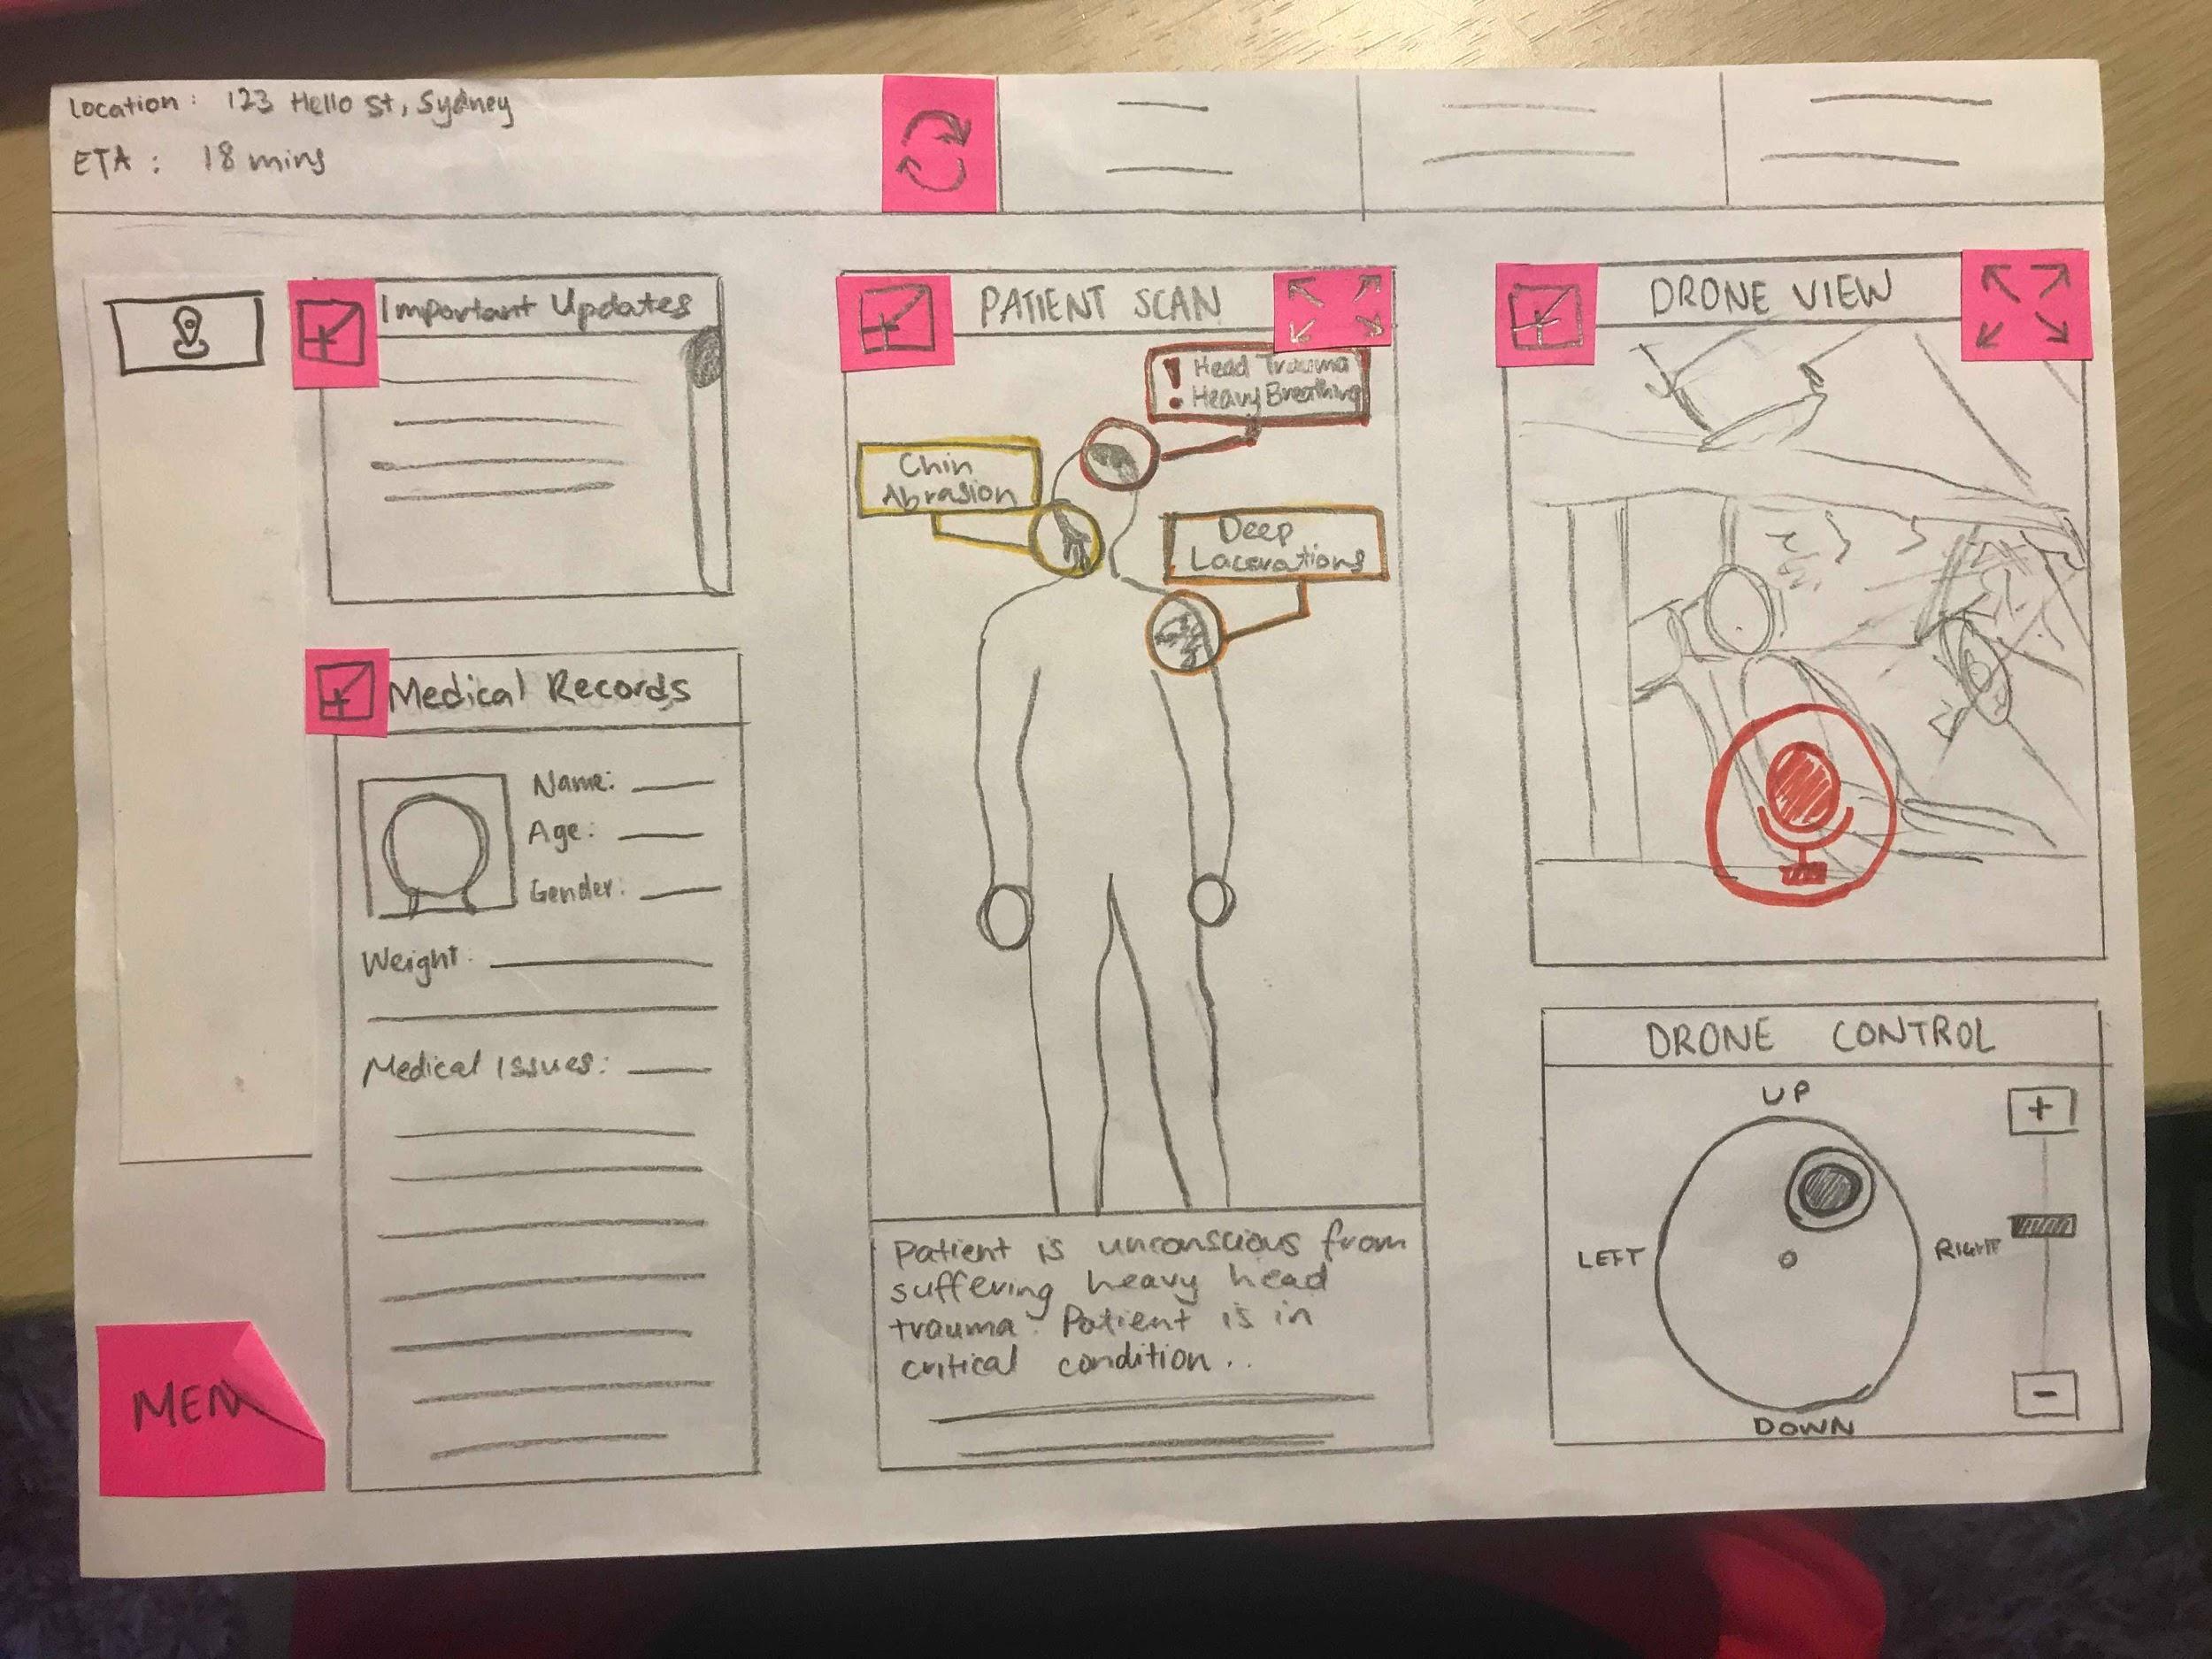 Location: 123 Hello St, Sydney
ETA: 18 mins
Important Updates
Medical Records
Name:
Age:
Gender:
Weight:
Medical Issues:
MEN
PATIENT SCAN
! Head Trauma
Heavy Breathing
Chin
Abrasion
Deep
Lacerations
Patient is unconscious from
suffering heavy head
trauma. Patient is in
critical condition..
DRONE VIEW
DRONE CONTROL
UP
+
LEFT
RIGHT
-
DOWN